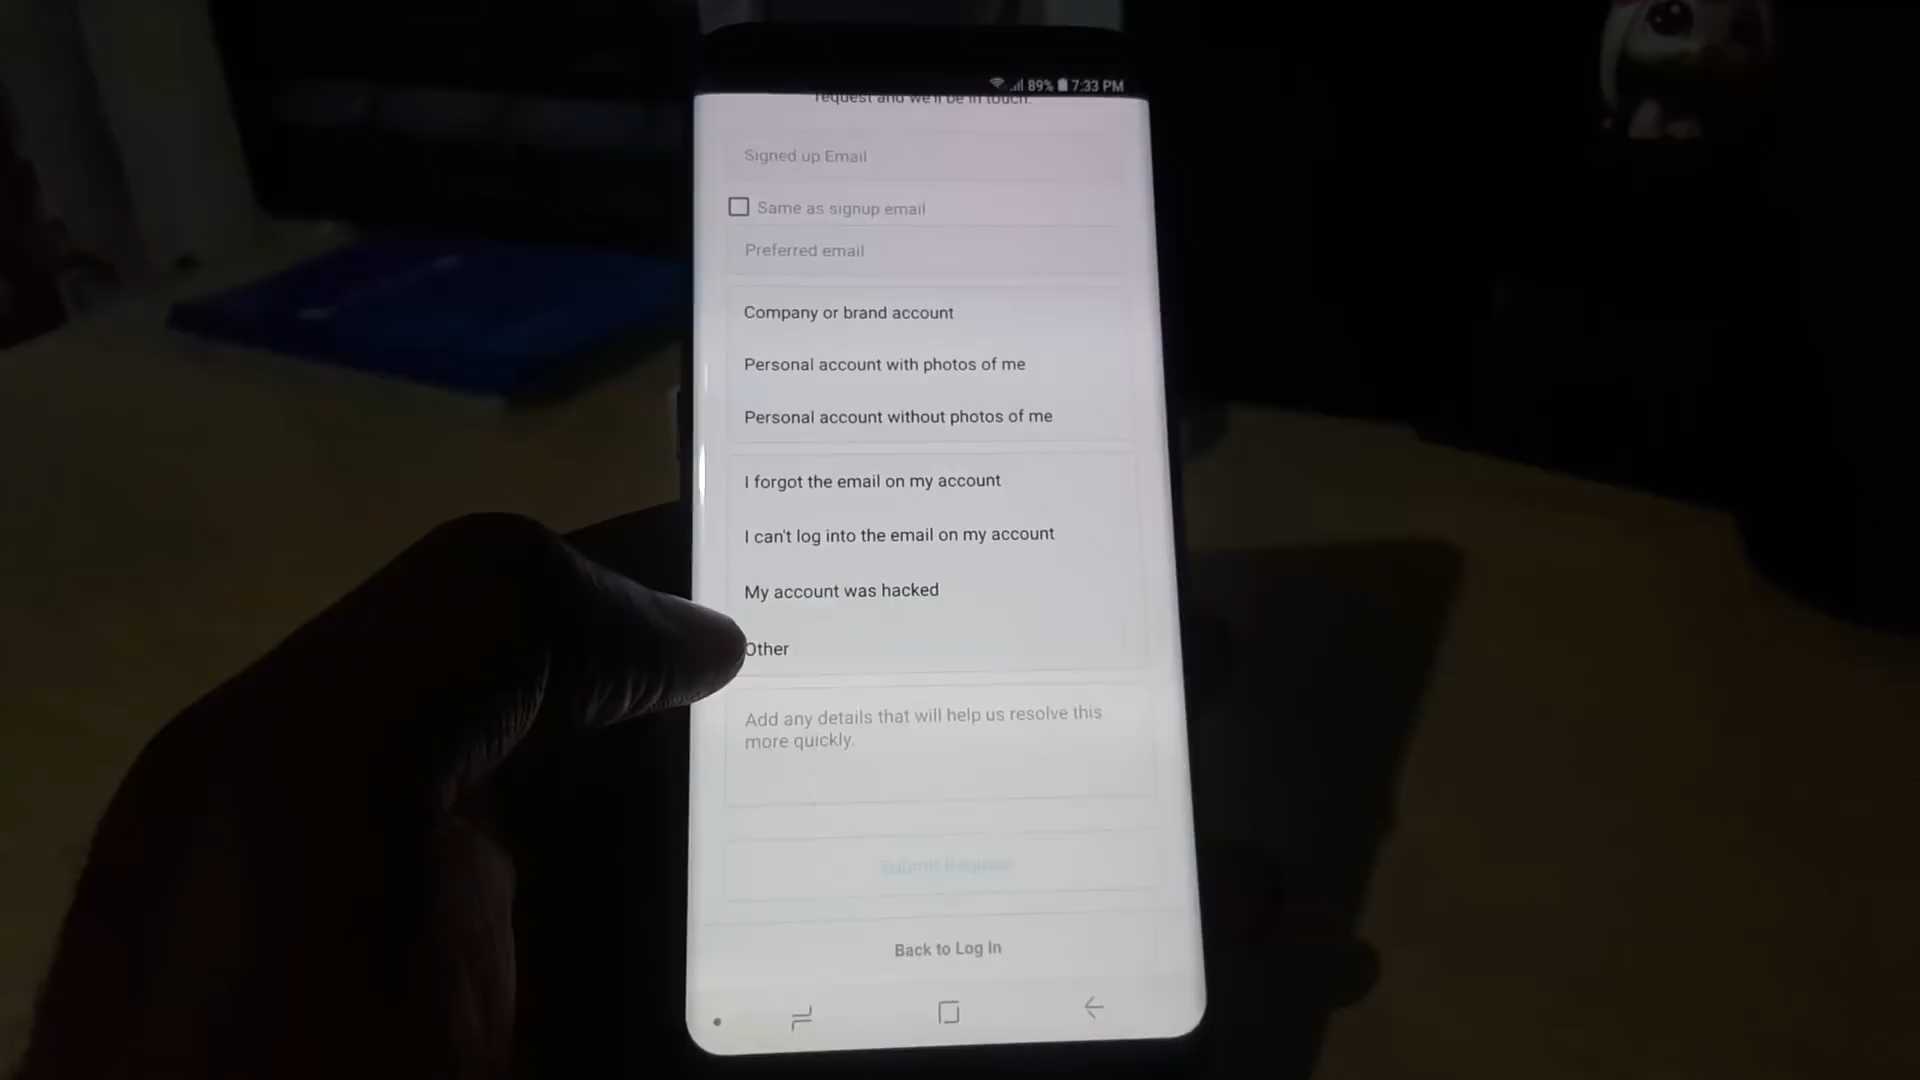 89% 7:33 PM
request and we'll be in touch.
Signed up Email
Same as signup email
Preferred email
Company or brand account
Personal account with photos of me
Personal account without photos of me
I forgot the email on my account
I can't log into the email on my account
My account was hacked
Other
Add any details that will help us resolve this
more quickly.
Submit Request
Back to Log In